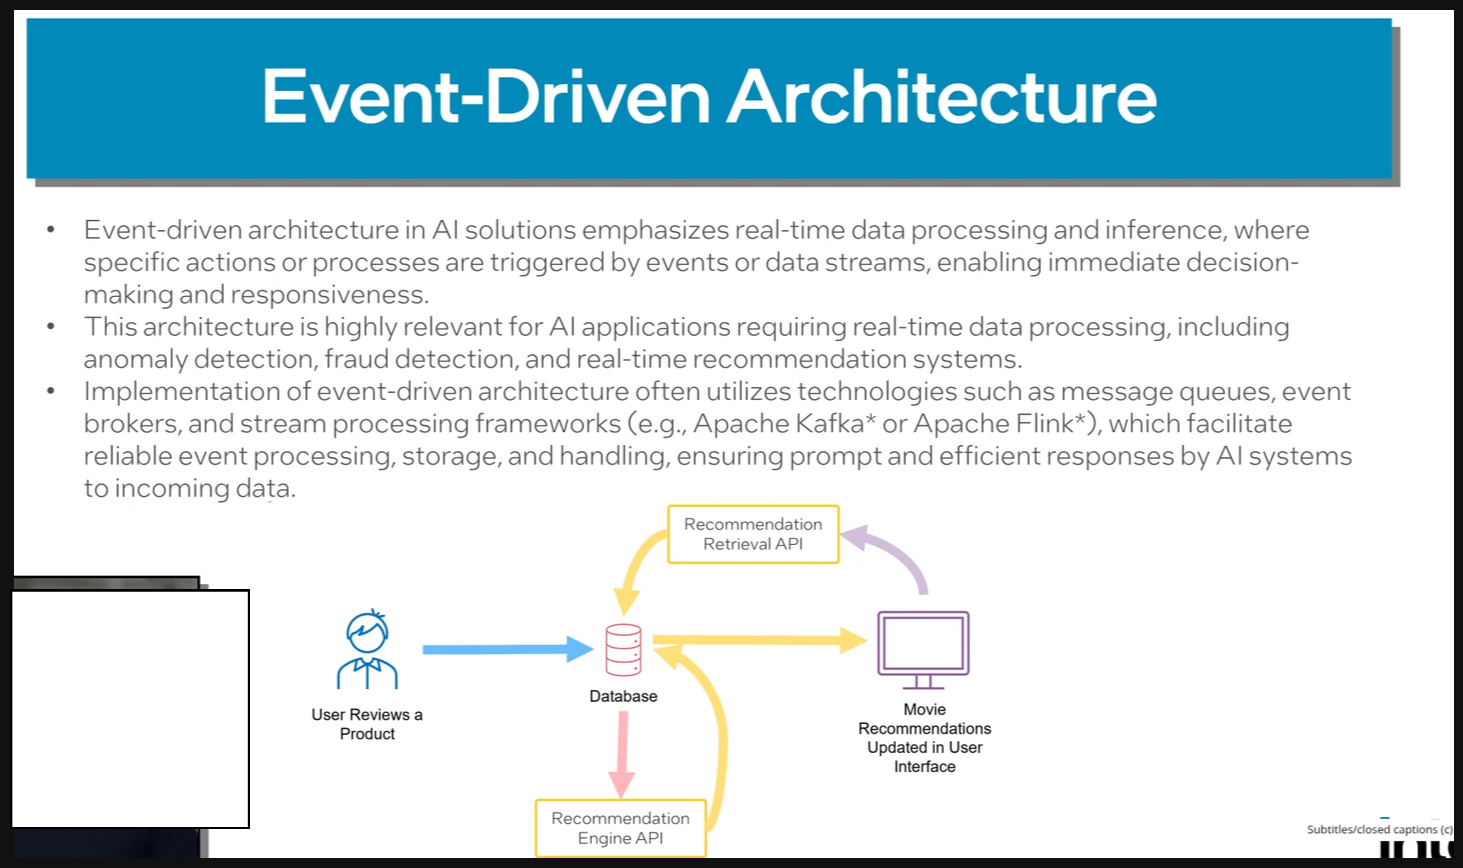 Event-Driven Architecture
• Event-driven architecture in AI solutions emphasizes real-time data processing and inference, where
specific actions or processes are triggered by events or data streams, enabling immediate decision-
making and responsiveness.
• This architecture is highly relevant for AI applications requiring real-time data processing, including
anomaly detection, fraud detection, and real-time recommendation systems.
• Implementation of event-driven architecture often utilizes technologies such as message queues, event
brokers, and stream processing frameworks (e.g., Apache Kafka* or Apache Flink*), which facilitate
reliable event processing, storage, and handling, ensuring prompt and efficient responses by AI systems
to incoming data.
Recommendation
Retrieval API
User Reviews a
Product
Database
Movie
Recommendations
Updated in User
Interface
Recommendation
Engine API
Subtitles/closed captions (c)